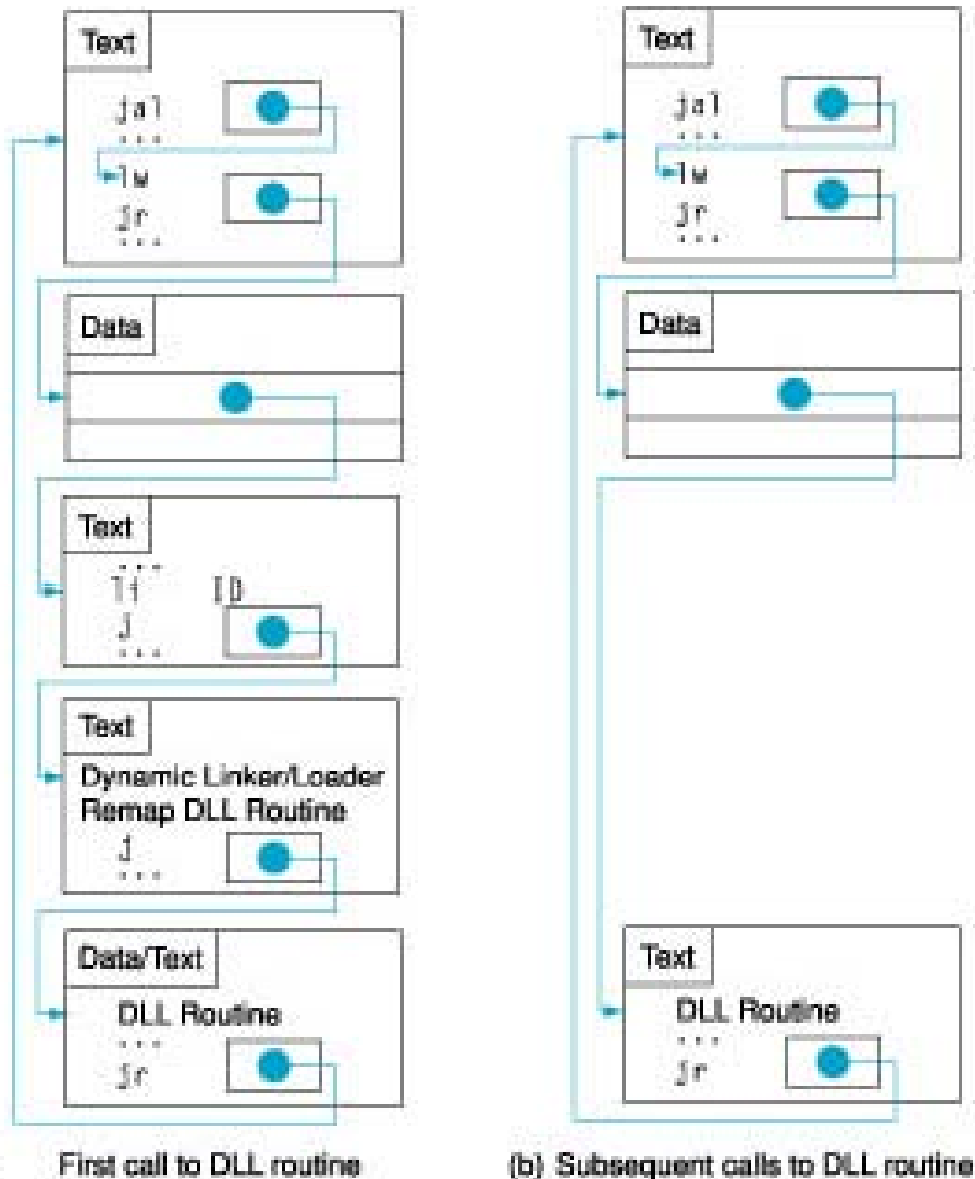 Text
jal
...
lw
jr
...
Data
Text
...
li ID
j
...
Text
Dynamic Linker/Loader
Remap DLL Routine
j
...
Data/Text
DLL Routine
...
jr
First call to DLL routine
Text
jal
...
lw
jr
...
Data
Text
DLL Routine
...
jr
(b) Subsequent calls to DLL routine